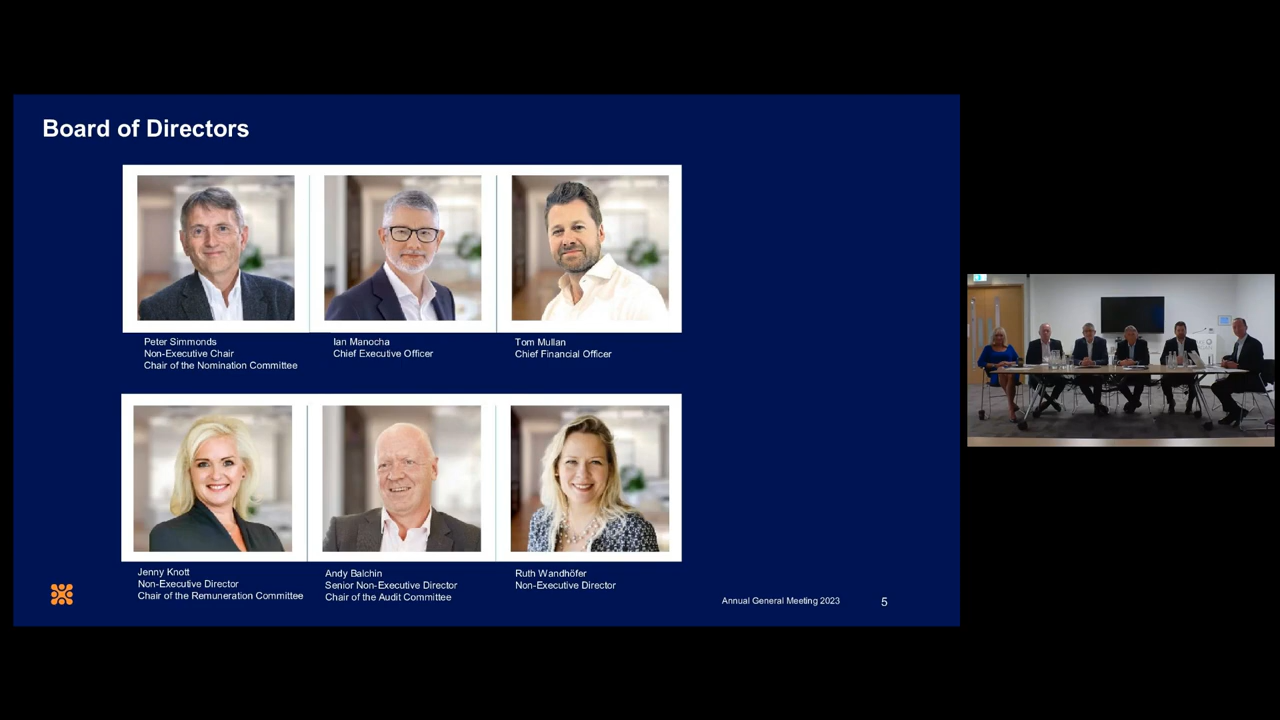 Board of Directors
Peter Simmonds
Non-Executive Chair
Chair of the Nomination Committee
Ian Manocha
Chief Executive Officer
Tom Mullan
Chief Financial Officer
Jenny Knott
Non-Executive Director
Chair of the Remuneration Committee
Andy Balchin
Senior Non-Executive Director
Chair of the Audit Committee
Ruth Wandhöfer
Non-Executive Director
Annual General Meeting 2023
5